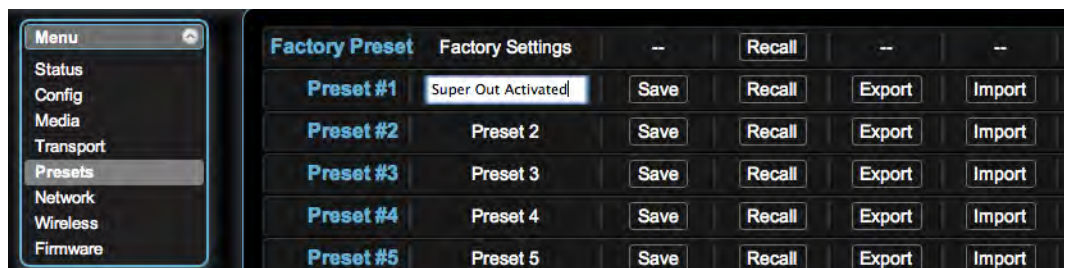 Menu
Status
Config
Media
Transport
Presets
Network
Wireless
Firmware
Factory Preset Factory Settings -- Recall -- --
Preset #1 Super Out Activated Save Recall Export Import
Preset #2 Preset 2 Save Recall Export Import
Preset #3 Preset 3 Save Recall Export Import
Preset #4 Preset 4 Save Recall Export Import
Preset #5 Preset 5 Save Recall Export Import